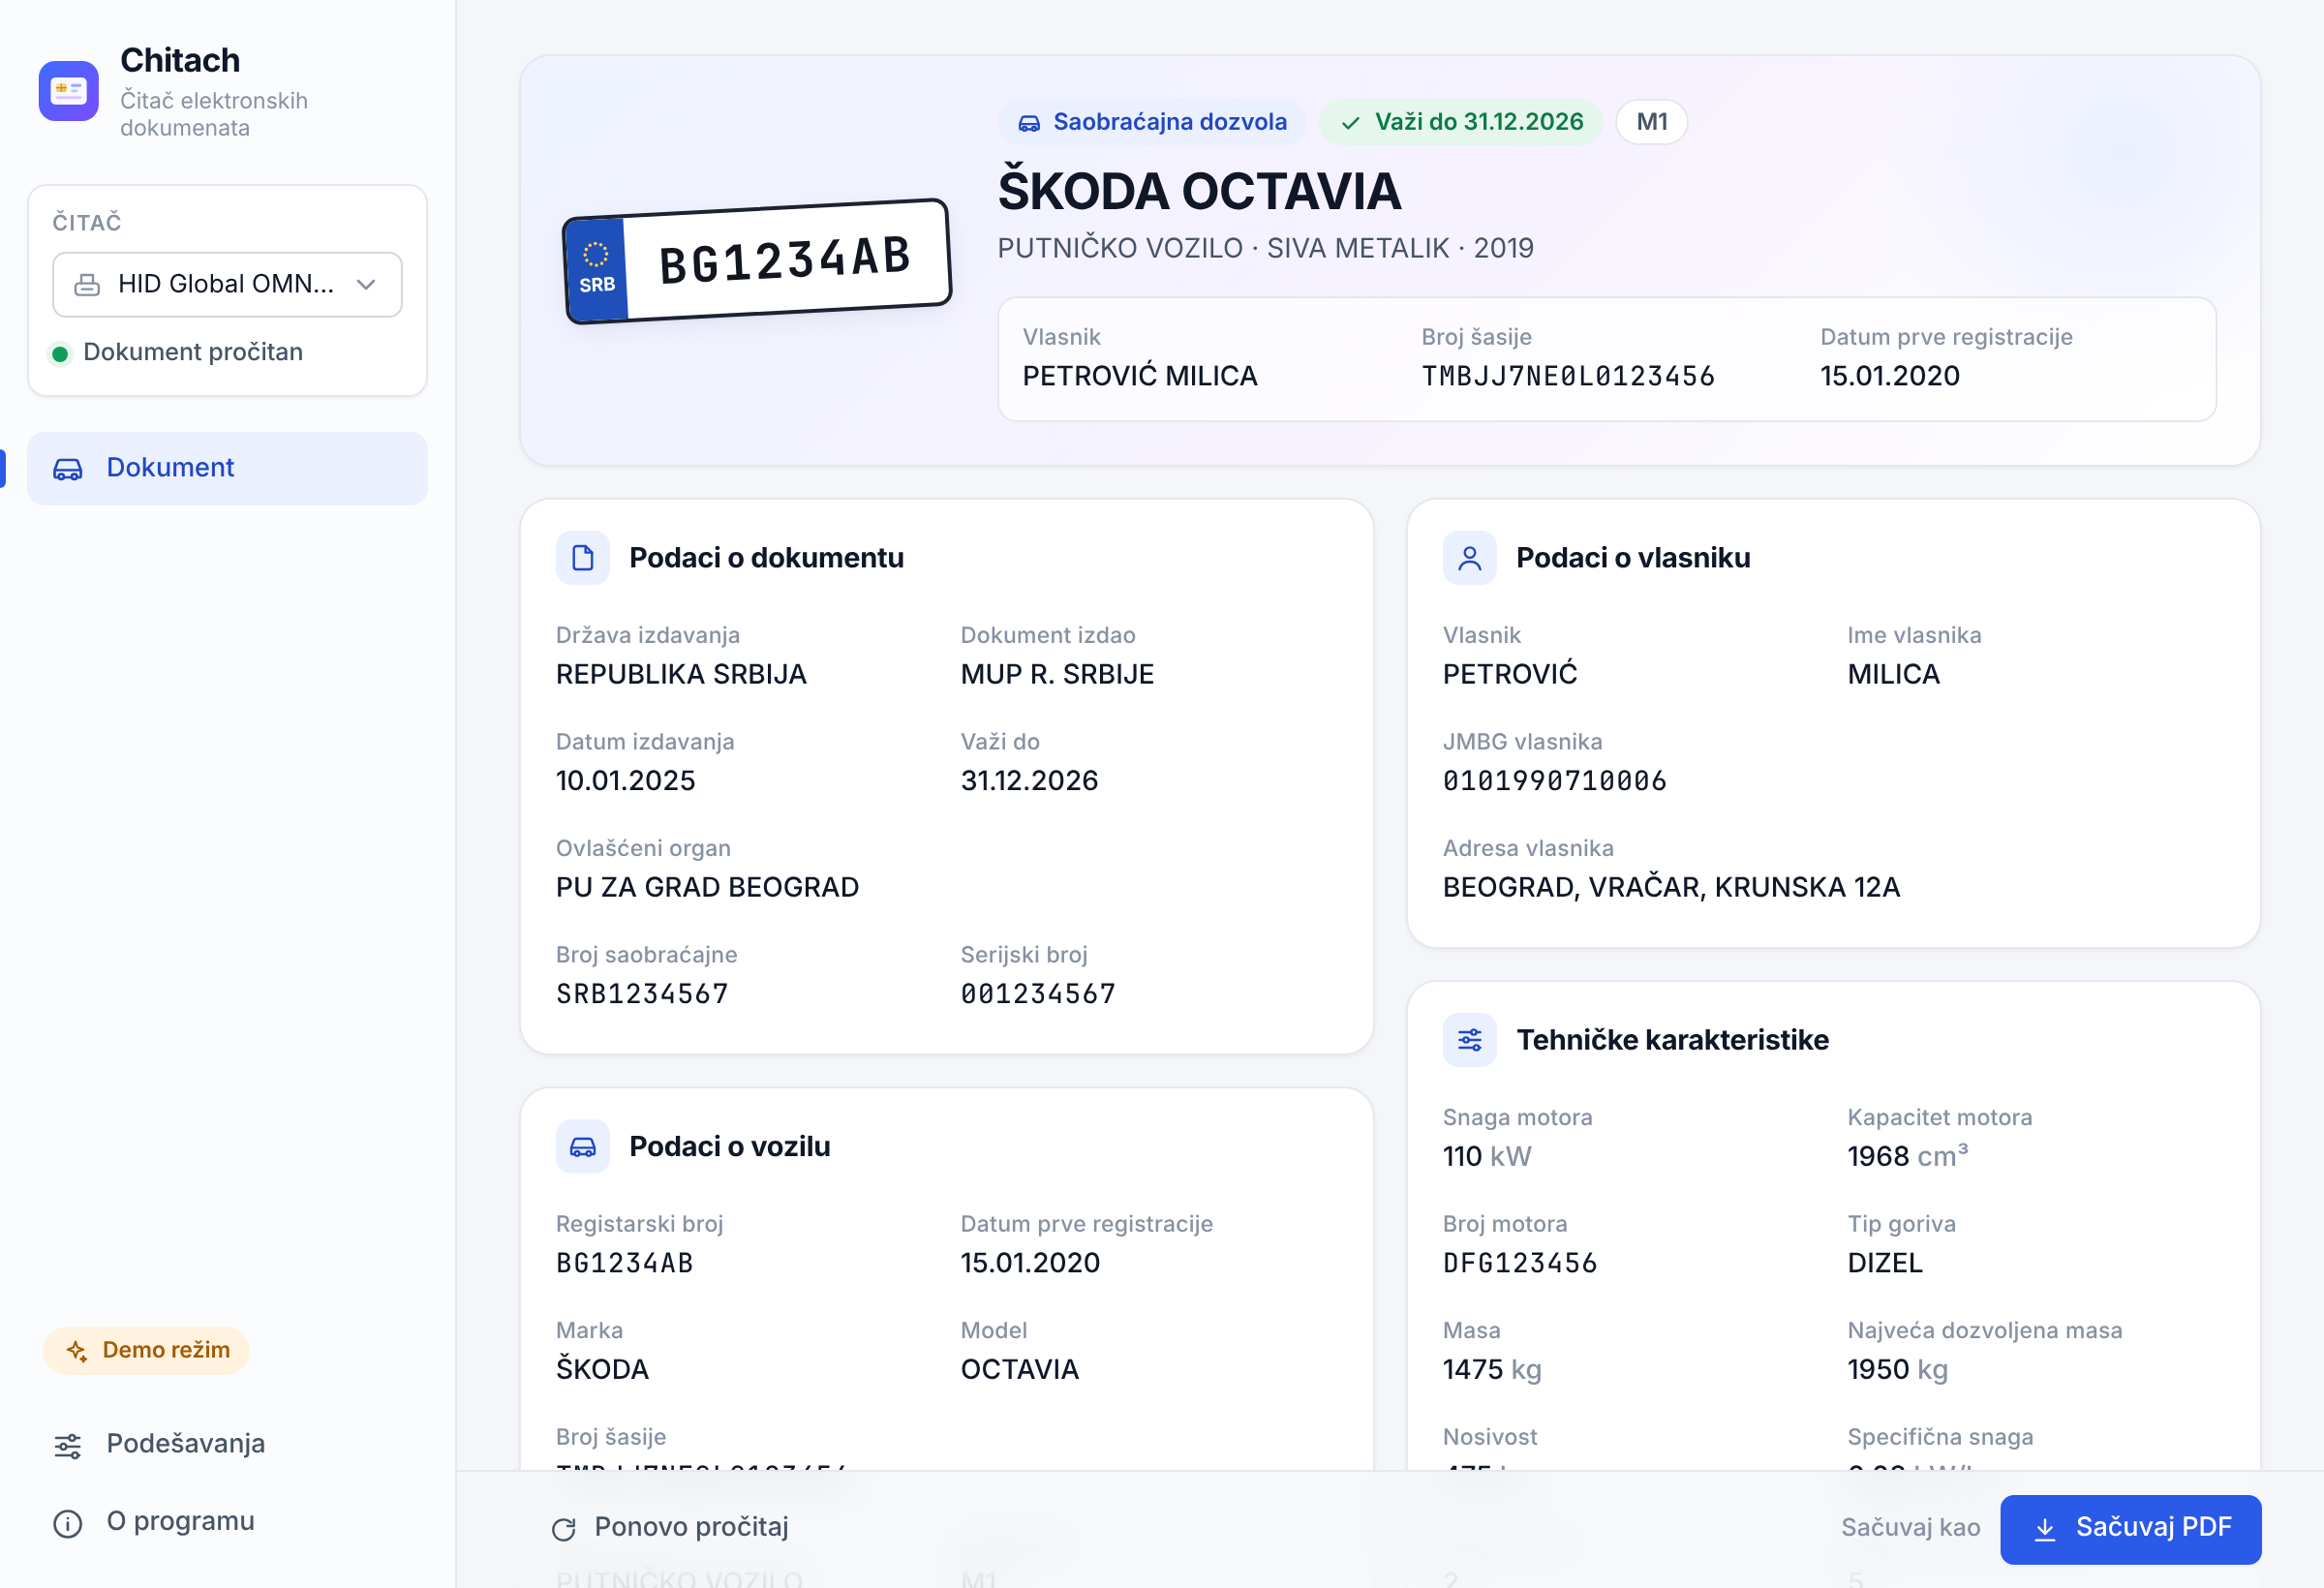 Chitach
Čitač elektronskih
dokumenata
ČITAČ
HID Global OMN...
Dokument pročitan
Dokument
Demo režim
Podešavanja
O programu
SRB
BG1234AB
Saobraćajna dozvola
Važi do 31.12.2026
M1
ŠKODA OCTAVIA
PUTNIČKO VOZILO · SIVA METALIK · 2019
Vlasnik
PETROVIĆ MILICA
Broj šasije
TMBJJ7NE0L0123456
Datum prve registracije
15.01.2020
Podaci o dokumentu
Država izdavanja
REPUBLIKA SRBIJA
Dokument izdao
MUP R. SRBIJE
Datum izdavanja
10.01.2025
Važi do
31.12.2026
Ovlašćeni organ
PU ZA GRAD BEOGRAD
Broj saobraćajne
SRB1234567
Serijski broj
001234567
Podaci o vozilu
Registarski broj
BG1234AB
Datum prve registracije
15.01.2020
Marka
ŠKODA
Model
OCTAVIA
Broj šasije
TMBJJ7NE0L0123456
PUTNIČKO VOZILO
M1
Podaci o vlasniku
Vlasnik
PETROVIĆ
Ime vlasnika
MILICA
JMBG vlasnika
0101990710006
Adresa vlasnika
BEOGRAD, VRAČAR, KRUNSKA 12A
Tehničke karakteristike
Snaga motora
110 kW
Kapacitet motora
1968 cm³
Broj motora
DFG123456
Tip goriva
DIZEL
Masa
1475 kg
Najveća dozvoljena masa
1950 kg
Nosivost
Specifična snaga
2
5
Ponovo pročitaj
Sačuvaj kao
Sačuvaj PDF